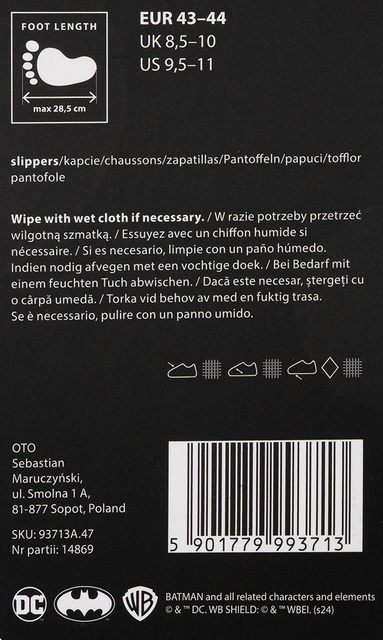 FOOT LENGTH
max 28,5 cm
EUR 43–44
UK 8,5–10
US 9,5–11
slippers/kapcie/chaussons/zapatillas/Pantoffeln/papuci/tofflor
pantofole
Wipe with wet cloth if necessary. / W razie potrzeby przetrzeć
wilgotną szmatką. / Essuyez avec un chiffon humide si
nécessaire. / Si es necesario, limpie con un paño húmedo.
Indien nodig afvegen met een vochtige doek. / Bei Bedarf mit
einem feuchten Tuch abwischen. / Dacă este necesar, ștergeți cu
o cârpă umedă. / Torka vid behov av med en fuktig trasa.
Se è necessario, pulire con un panno umido.
OTO
Sebastian
Maruczyński,
ul. Smolna 1 A,
81-877 Sopot, Poland
SKU: 93713A.47
Nr partii: 14869
5 901779 993713
DC
WB
BATMAN and all related characters and elements
© & ™ DC. WB SHIELD: © & ™ WBEI. (s24)